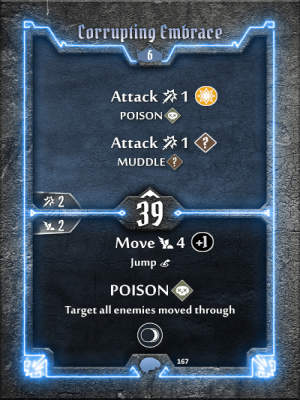 Corrupting Embrace
6
Attack 1
POISON
Attack 1
MUDDLE ?
2
39
2
Move 4 +1
Jump
POISON
Target all enemies moved through
167